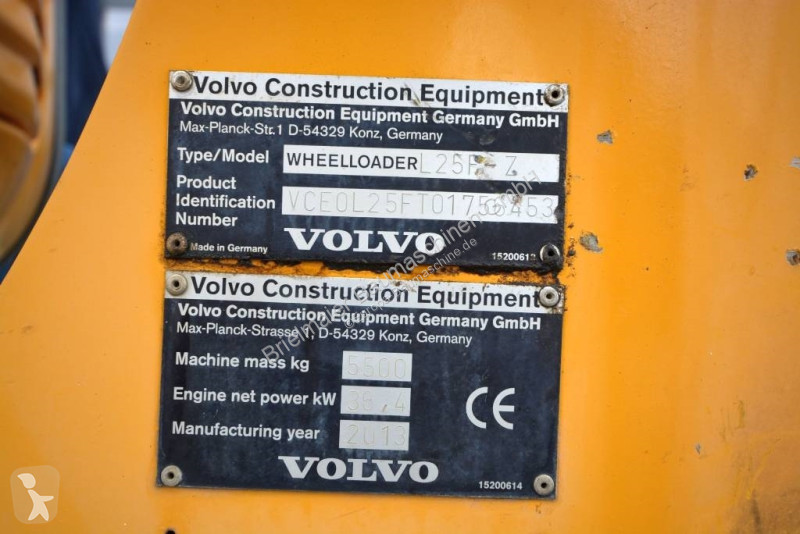 Volvo Construction Equipment
Volvo Construction Equipment Germany GmbH
Max-Planck-Str.1 D-54329 Konz, Germany
Type/Model WHEELLOADER
Product
Identification
Number
VOLVO
Made in Germany
Volvo Construction Equipment
Volvo Construction Equipment Germany GmbH
Max-Planck-Strasse 1, D-54329 Konz, Germany
Machine mass kg 5500
Engine net power kW
Manufacturing year 2013
CE
VOLVO
15200614